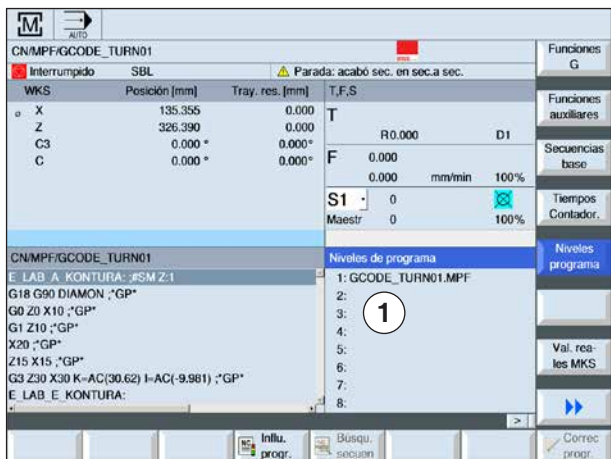 M
AUTO
CN/MPF/GCODE_TURN01
Interrumpido SBL Parada: acabó sec. en sec.a sec.
WKS Posición [mm] Tray. res. [mm] T,F,S
X 135.355 0.000
Z 326.390 0.000
C3 0.000 ° 0.000°
C 0.000 ° 0.000°
T
R0.000 D1
F 0.000
0.000 mm/min 100%
S1 0
Maestr 0 100%
CN/MPF/GCODE_TURN01
E_LAB_A_KONTURA: ;#SM Z:1
G18 G90 DIAMON ;*GP*
G0 Z0 X10 ;*GP*
G1 Z10 ;*GP*
X20 ;*GP*
Z15 X15 ;*GP*
G3 Z30 X30 K=AC(30.62) I=AC(-9.981) ;*GP*
E_LAB_E_KONTURA:
Niveles de programa
1: GCODE_TURN01.MPF
2:
3:
4:
5:
6:
7:
8:
1
Funciones
G
Funciones
auxiliares
Secuencias
base
Tiempos
Contador.
Niveles
programa
Val. rea-
les MKS
>
NC
Influ.
progr.
Búsqu.
secuen
Correc
progr.